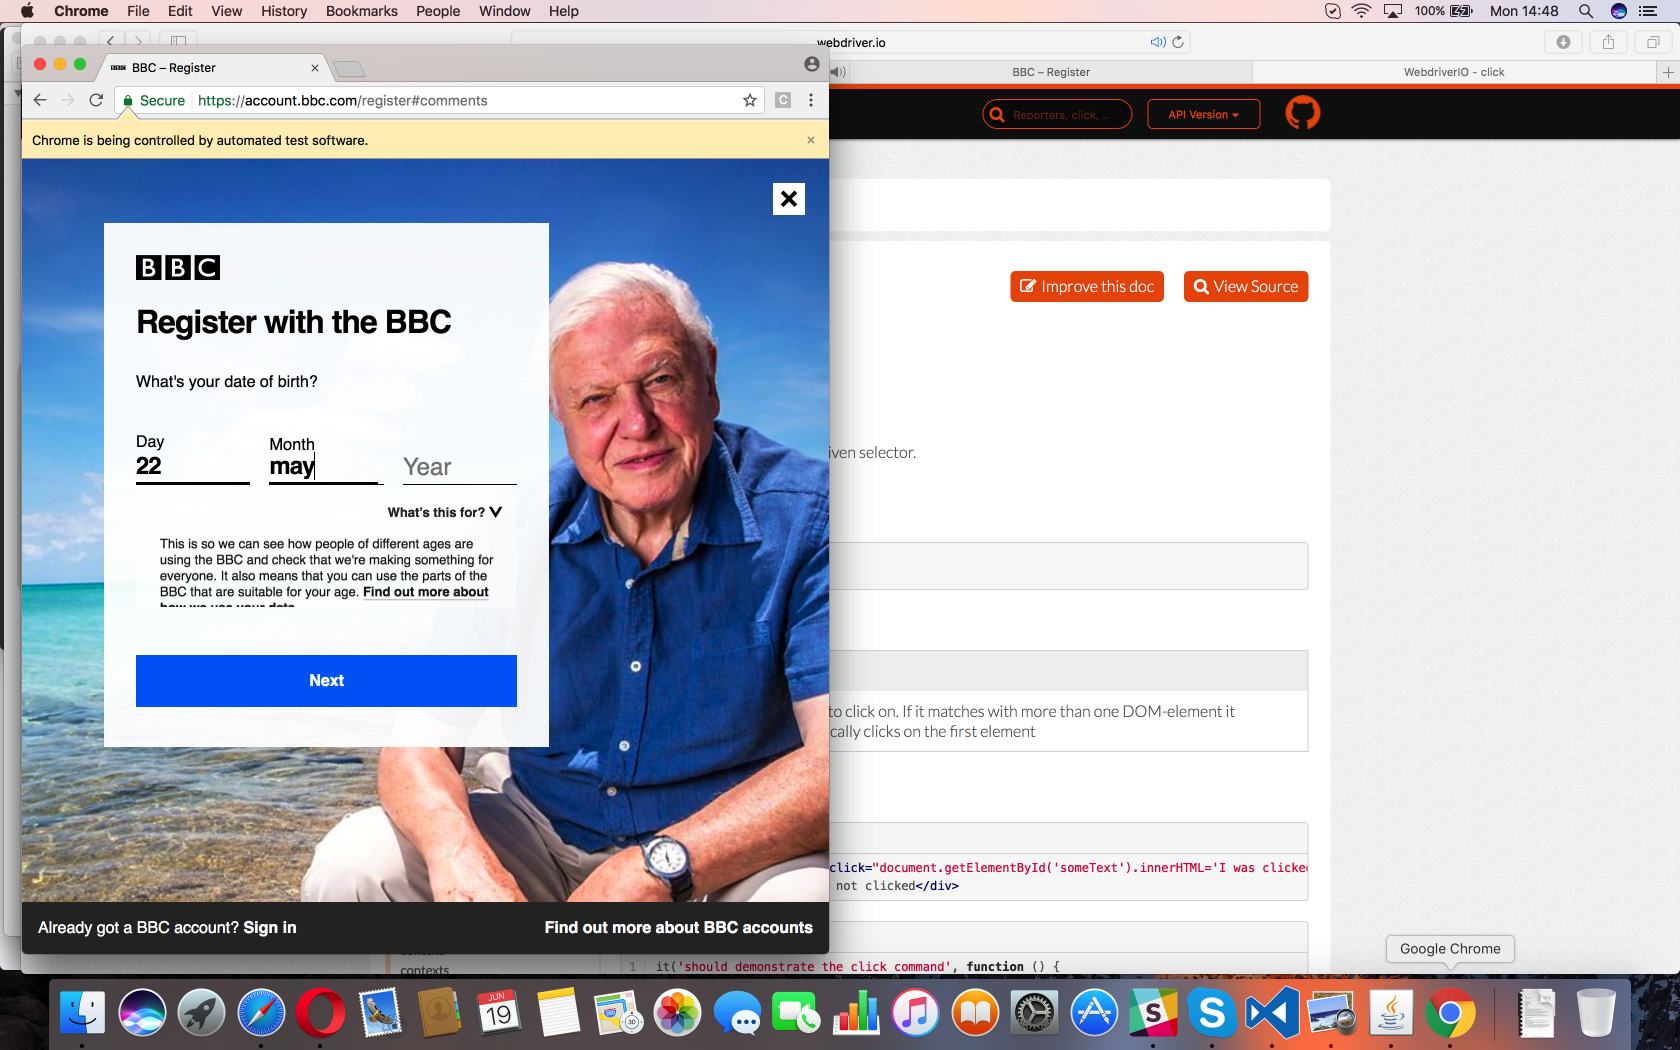 Chrome File Edit View History Bookmarks People Window Help 100% Mon 14:48
webdriver.io
BBC – Register
BBC – Register
WebdriverIO - click
Secure https://account.bbc.com/register#comments
C
Reporters, click, ..
API Version
Chrome is being controlled by automated test software.
BBC
Register with the BBC
Improve this doc
View Source
What's your date of birth?
Day
Month
22
may
Year
iven selector.
What's this for?
This is so we can see how people of different ages are
using the BBC and check that we're making something for
everyone. It also means that you can use the parts of the
BBC that are suitable for your age. Find out more about
how we use your data.
Next
to click on. If it matches with more than one DOM-element it
cally clicks on the first element
click="document.getElementById('someText').innerHTML='I was clicke
not clicked</div>
Already got a BBC account? Sign in
Find out more about BBC accounts
Google Chrome
contexts
1 it('should demonstrate the click command', function () {
JUN
19
3D